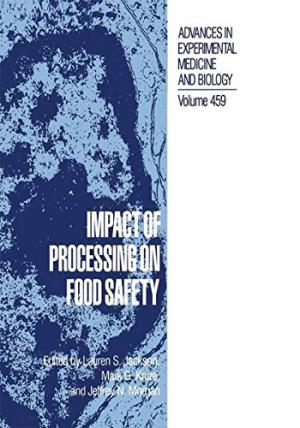 ADVANCES IN
EXPERIMENTAL
MEDICINE
AND BIOLOGY
Volume 459
IMPACT OF
PROCESSING ON
FOOD SAFETY
Edited by Lauren S. Jackson,
Mark G. Knize,
and Jeffrey N. Morgan